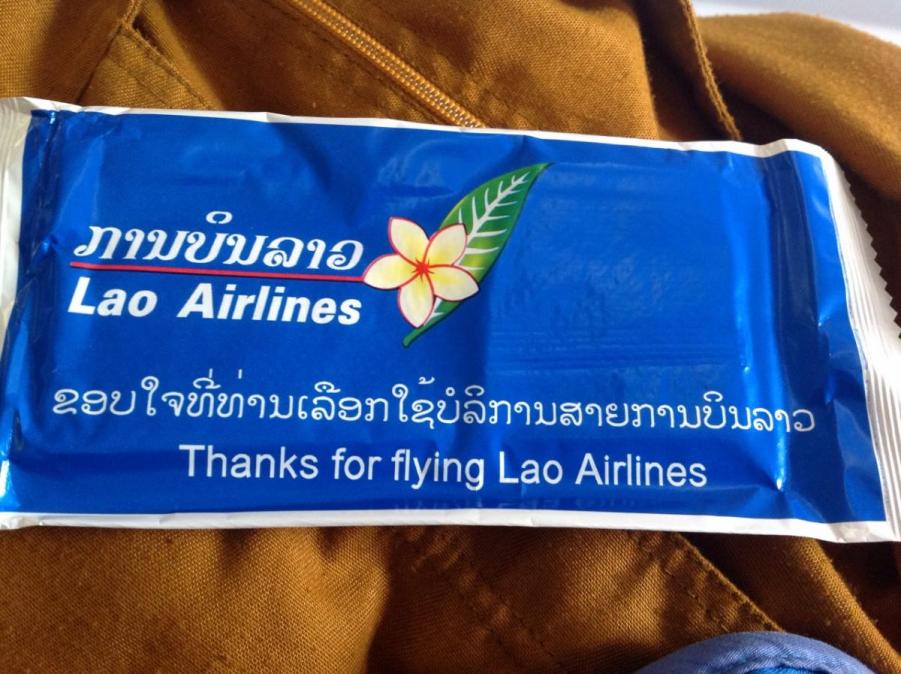 ການບິນລາວ
Lao Airlines
ຂອບໃຈທີ່ທ່ານເລືອກໃຊ້ບໍລິການສາຍການບິນລາວ
Thanks for flying Lao Airlines